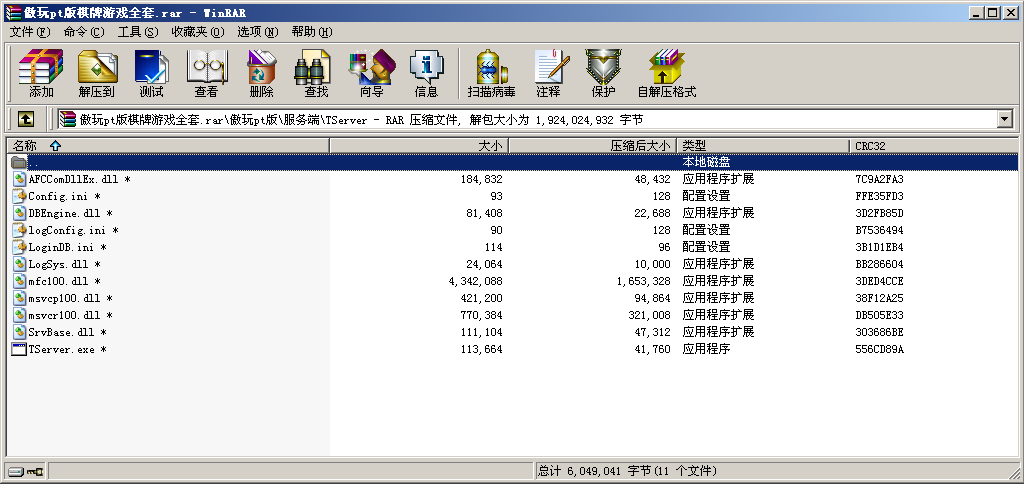 傲玩pt版棋牌游戏全套.rar - WinRAR
文件(F) 命令(C) 工具(S) 收藏夹(O) 选项(N) 帮助(H)
添加 解压到 测试 查看 删除 查找 向导 信息 扫描病毒 注释 保护 自解压格式
傲玩pt版棋牌游戏全套.rar\傲玩pt版\服务端\TServer - RAR 压缩文件, 解包大小为 1,924,024,932 字节
名称 大小 压缩后大小 类型 CRC32
.. 本地磁盘
AFCComDllEx.dll * 184,832 48,432 应用程序扩展 7C9A2FA3
Config.ini * 93 128 配置设置 FFE35FD3
DBEngine.dll * 81,408 22,688 应用程序扩展 3D2FB85D
logConfig.ini * 90 128 配置设置 B7536494
LoginDB.ini * 114 96 配置设置 3B1D1EB4
LogSys.dll * 24,064 10,000 应用程序扩展 BB286604
mfc100.dll * 4,342,088 1,653,328 应用程序扩展 3DED4CCE
msvcp100.dll * 421,200 94,864 应用程序扩展 38F12A25
msvcr100.dll * 770,384 321,008 应用程序扩展 DB505E33
SrvBase.dll * 111,104 47,312 应用程序扩展 303686BE
TServer.exe * 113,664 41,760 应用程序 556CD89A
总计 6,049,041 字节(11 个文件)